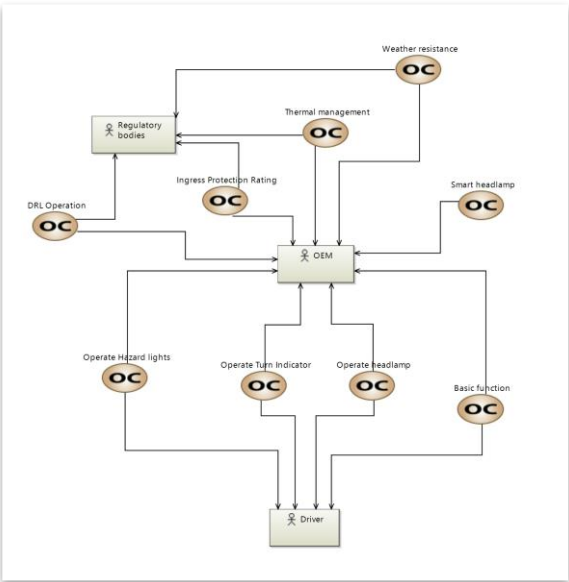 Weather resistance
OC
Thermal management
OC
Regulatory
bodies
Ingress Protection Rating
OC
Smart headlamp
OC
DRL Operation
OC
OEM
Operate Hazard lights
OC
Operate Turn Indicator
OC
Operate headlamp
OC
Basic function
OC
Driver